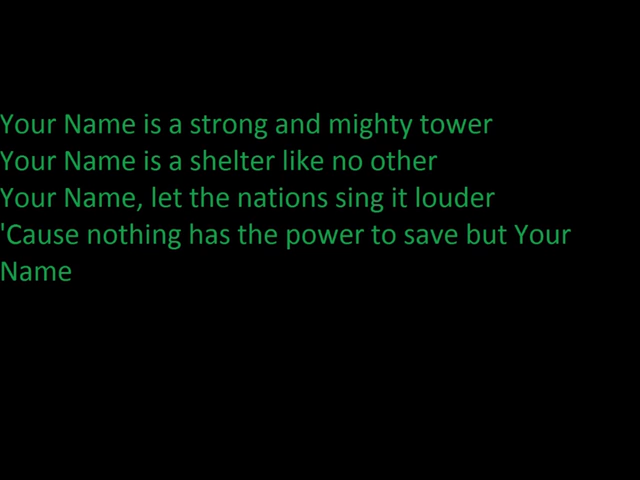 Your Name is a strong and mighty tower
Your Name is a shelter like no other
Your Name, let the nations sing it louder
'Cause nothing has the power to save but Your
Name